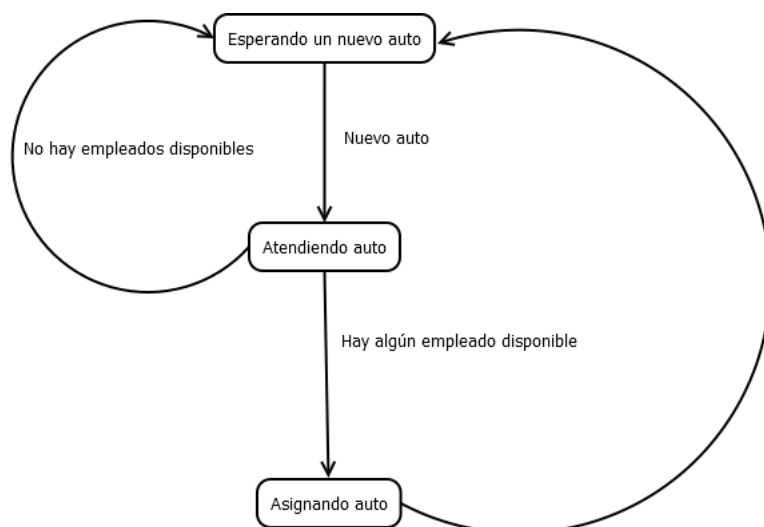 Esperando un nuevo auto
Nuevo auto
No hay empleados disponibles
Atendiendo auto
Hay algún empleado disponible
Asignando auto